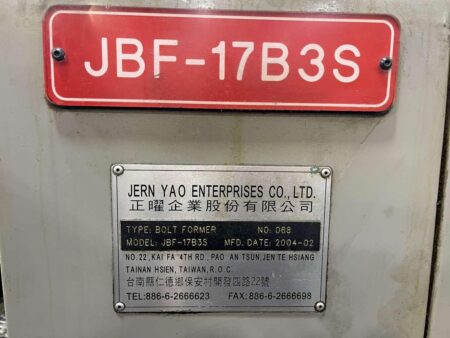 JBF-17B3S
JERN YAO ENTERPRISES CO., LTD.
正曜企業股份有限公司
TYPE: BOLT FORMER NO: 068
MODEL: JBF-17B3S MFD. DATE: 2004-02
NO.22, KAI FA 4TH RD., PAO AN TSUN, JEN TE HSIANG
TAINAN HSIEN, TAIWAN, R.O.C.
台南縣仁德鄉保安村開發四路22號
TEL:886-6-2666623 FAX:886-6-2666698